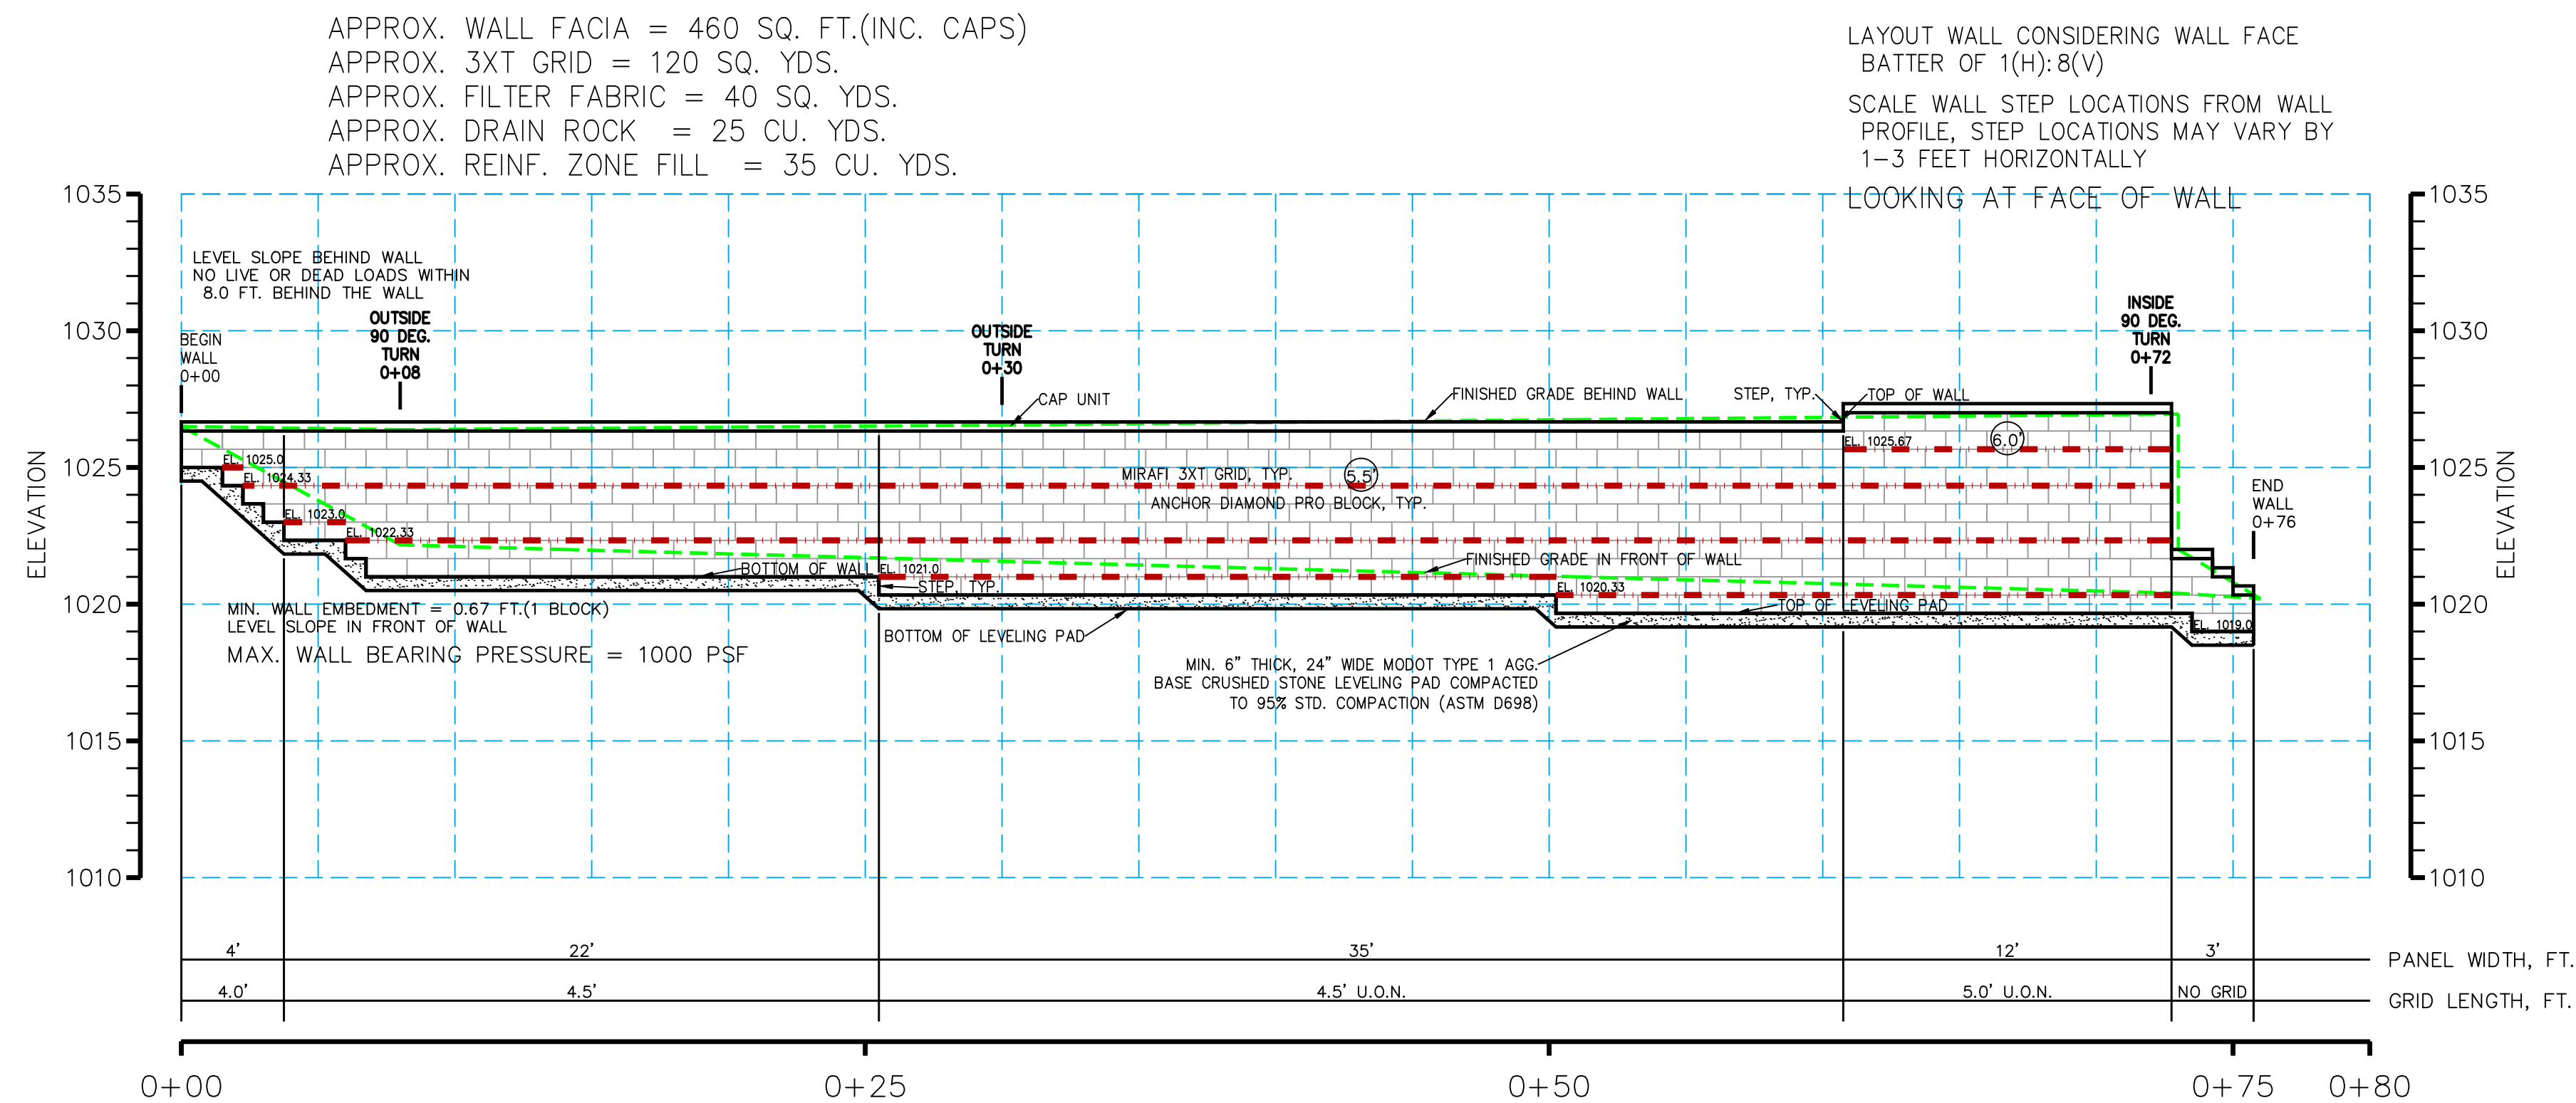 APPROX. WALL FACIA = 460 SQ. FT.(INC. CAPS)
APPROX. 3XT GRID = 120 SQ. YDS.
APPROX. FILTER FABRIC = 40 SQ. YDS.
APPROX. DRAIN ROCK = 25 CU. YDS.
APPROX. REINF. ZONE FILL = 35 CU. YDS.
LAYOUT WALL CONSIDERING WALL FACE
BATTER OF 1(H):8(V)
SCALE WALL STEP LOCATIONS FROM WALL
PROFILE, STEP LOCATIONS MAY VARY BY
1-3 FEET HORIZONTALLY
LOOKING AT FACE OF WALL
1035
1030
1025
1020
1015
1010
ELEVATION
LEVEL SLOPE BEHIND WALL
NO LIVE OR DEAD LOADS WITHIN
8.0 FT. BEHIND THE WALL
BEGIN
WALL
0+00
OUTSIDE
90 DEG.
TURN
0+08
OUTSIDE
TURN
0+30
CAP UNIT
FINISHED GRADE BEHIND WALL
STEP, TYP.
TOP OF WALL
INSIDE
90 DEG.
TURN
0+72
EL. 1025.0
EL. 1024.33
EL. 1023.0
EL. 1022.33
MIRAFI 3XT GRID, TYP.
5.5'
ANCHOR DIAMOND PRO BLOCK, TYP.
EL. 1025.67
6.0'
END
WALL
0+76
BOTTOM OF WALL
EL. 1021.0
STEP, TYP.
FINISHED GRADE IN FRONT OF WALL
EL. 1020.33
TOP OF LEVELING PAD
EL. 1019.0
MIN. WALL EMBEDMENT = 0.67 FT.(1 BLOCK)
LEVEL SLOPE IN FRONT OF WALL
MAX. WALL BEARING PRESSURE = 1000 PSF
BOTTOM OF LEVELING PAD
MIN. 6" THICK, 24" WIDE MODOT TYPE 1 AGG.
BASE CRUSHED STONE LEVELING PAD COMPACTED
TO 95% STD. COMPACTION (ASTM D698)
1035
1030
1025
1020
1015
1010
ELEVATION
4' 22' 35' 12' 3' PANEL WIDTH, FT.
4.0' 4.5' 4.5' U.O.N. 5.0' U.O.N. NO GRID GRID LENGTH, FT.
0+00 0+25 0+50 0+75 0+80